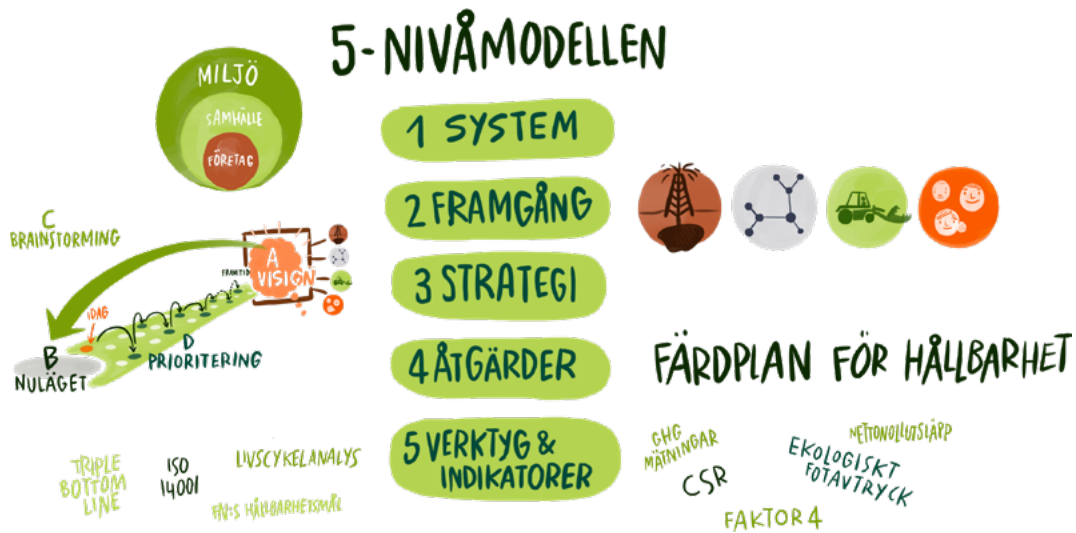 5-NIVÅMODELLEN
MILJÖ
SAMHÄLLE
FÖRETAG
1 SYSTEM
2 FRAMGÅNG
3 STRATEGI
4 ÅTGÄRDER
5 VERKTYG &
INDIKATORER
C
BRAINSTORMING
A
VISION
FRAMTID
IDAG
B
NULÄGET
D
PRIORITERING
FÄRDPLAN FÖR HÅLLBARHET
TRIPLE
BOTTOM
LINE
ISO
14001
LIVSCYKELANALYS
FN:S HÅLLBARHETSMÅL
GHG
MÄTNINGAR
CSR
NETTONOLLUTSLÄPP
EKOLOGISKT
FOTAVTRYCK
FAKTOR 4